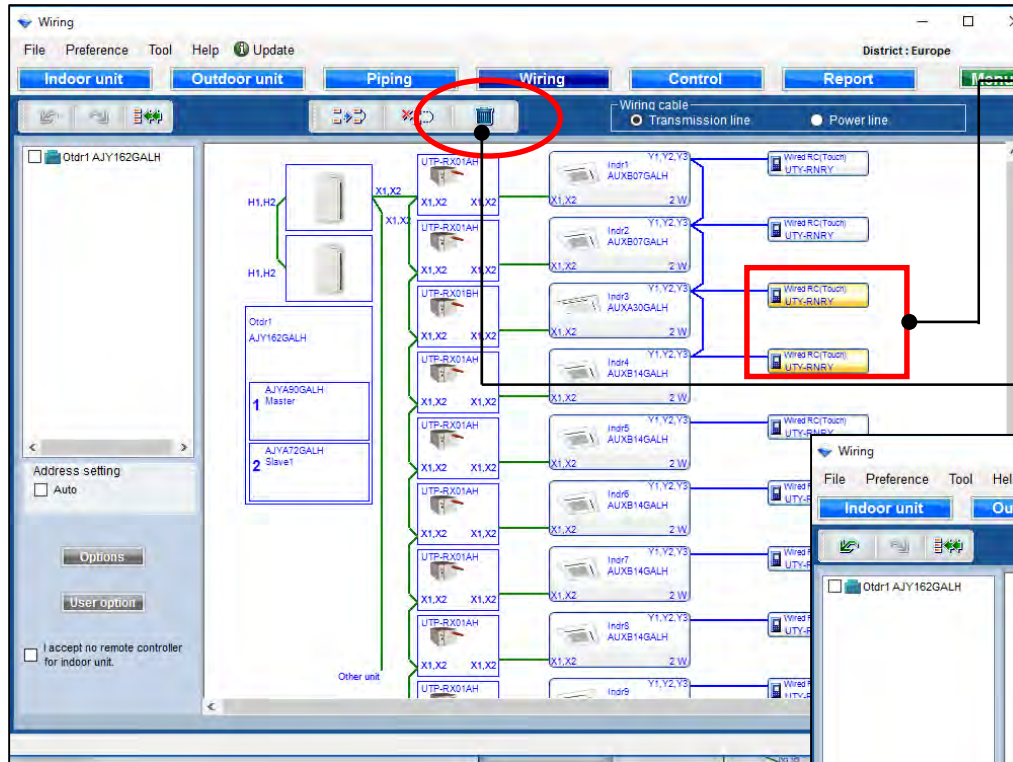 Wiring
File Preference Tool Help Update
District : Europe
Indoor unit Outdoor unit Piping Wiring Control Report Menu
Wiring cable
Transmission line Power line
Otdr1 AJY162GALH
H1,H2
X1,X2
X1,X2
H1,H2
Otdr1
AJY162GALH
AJYA90GALH
1 Master
AJYA72GALH
2 Slave1
Other unit
UTP-RX01AH
X1,X2 X1,X2
Indr1
AUXB07GALH
Y1,Y2,Y3
X1,X2 2 W
Wired RC(Touch)
UTY-RNRY
UTP-RX01AH
X1,X2 X1,X2
Indr2
AUXB07GALH
Y1,Y2,Y3
X1,X2 2 W
Wired RC(Touch)
UTY-RNRY
UTP-RX01BH
X1,X2 X1,X2
Indr3
AUXA30GALH
Y1,Y2,Y3
X1,X2 2 W
Wired RC(Touch)
UTY-RNRY
UTP-RX01AH
X1,X2 X1,X2
Indr4
AUXB14GALH
Y1,Y2,Y3
X1,X2 2 W
Wired RC(Touch)
UTY-RNRY
UTP-RX01AH
X1,X2 X1,X2
Indr5
AUXB14GALH
Y1,Y2,Y3
X1,X2 2 W
Wired RC(Touch)
UTY-RNRY
UTP-RX01AH
X1,X2 X1,X2
Indr6
AUXB14GALH
Y1,Y2,Y3
X1,X2 2 W
Wired
UTP-RX01AH
X1,X2 X1,X2
Indr7
AUXB14GALH
Y1,Y2,Y3
X1,X2 2 W
Wired
UTP-RX01AH
X1,X2 X1,X2
Indr8
AUXB14GALH
Y1,Y2,Y3
X1,X2 2 W
Wired
UTP-RX01AH
Indr9
Y1,Y2,Y3
Wired
Address setting
Auto
Options
User option
I accept no remote controller
for indoor unit.
Wiring
File Preference Tool Hel
Indoor unit Ou
Otdr1 AJY162GALH